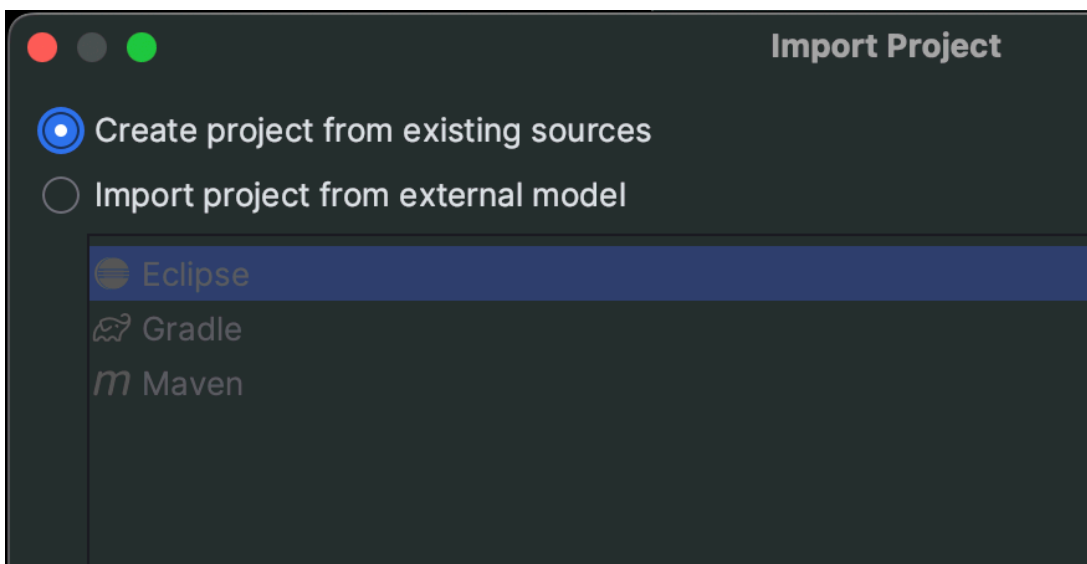 Import Project
Create project from existing sources
Import project from external model
Eclipse
Gradle
m Maven